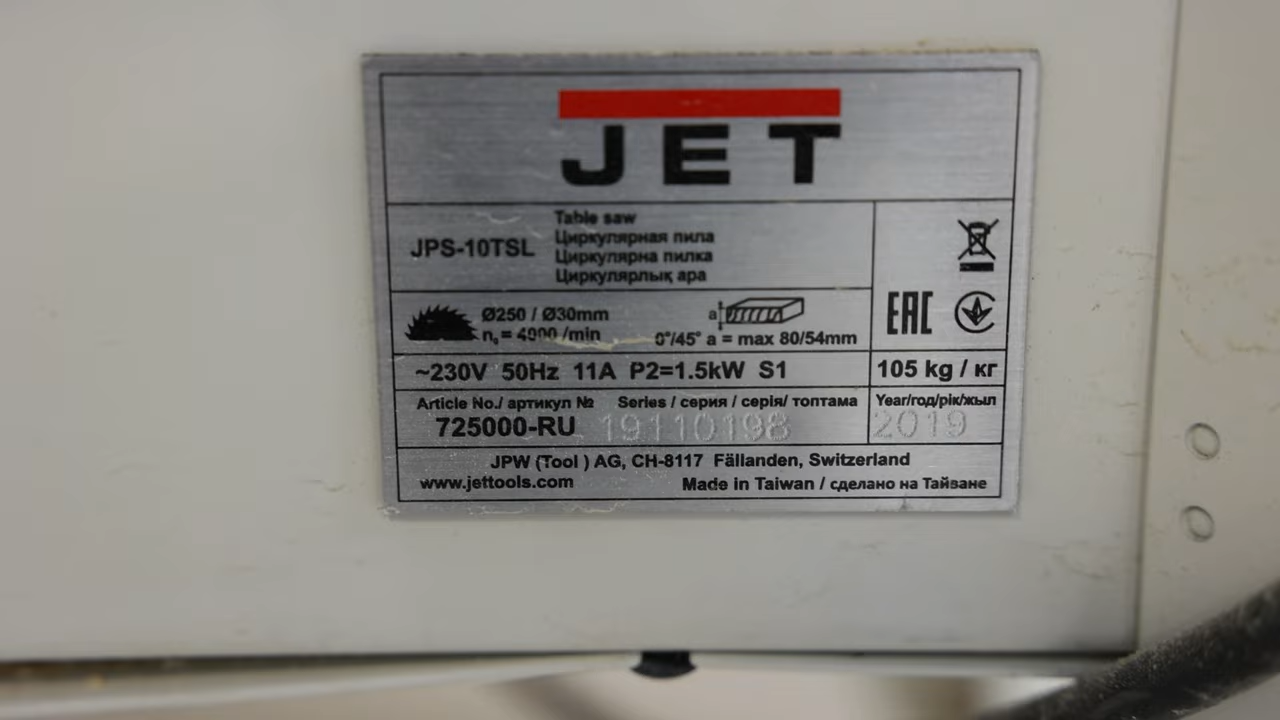 JET
JPS-10TSL
Table saw
Циркулярная пила
Циркулярна пилка
Циркулярлық ара
Ø250 / Ø30mm
n₀ = 4000 /min
a
0°/45° a = max 80/54mm
EAC
~230V 50Hz 11A P2=1.5kW S1
105 kg / кг
Article No./ артикул №
725000-RU
Series / серия / серія/ топтама
19110198
Year/год/рік/жыл
2019
JPW (Tool ) AG, CH-8117 Fällanden, Switzerland
www.jettools.com
Made in Taiwan / сделано на Тайване